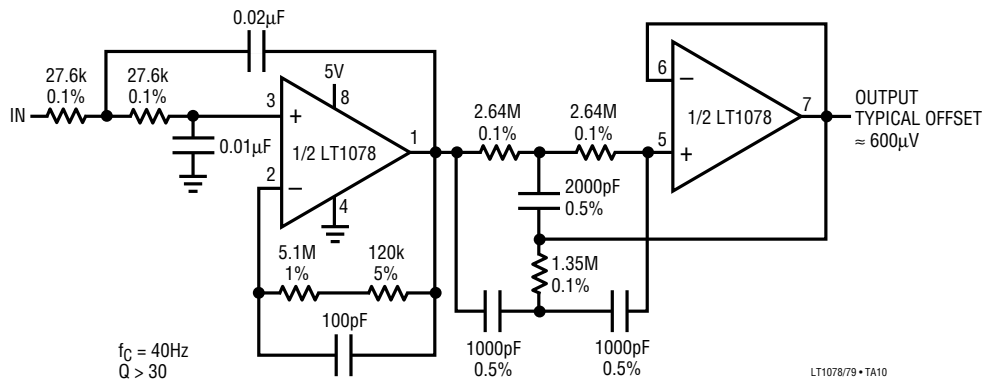 0.02µF
27.6k
0.1%
27.6k
0.1%
IN
0.01µF
5V
8
3
+
2
–
1/2 LT1078
1
4
5.1M
1%
120k
5%
100pF
fC = 40Hz
Q > 30
2.64M
0.1%
2.64M
0.1%
2000pF
0.5%
1.35M
0.1%
1000pF
0.5%
1000pF
0.5%
6
–
5
+
1/2 LT1078
7
OUTPUT
TYPICAL OFFSET
≈ 600µV
LT1078/79 • TA10